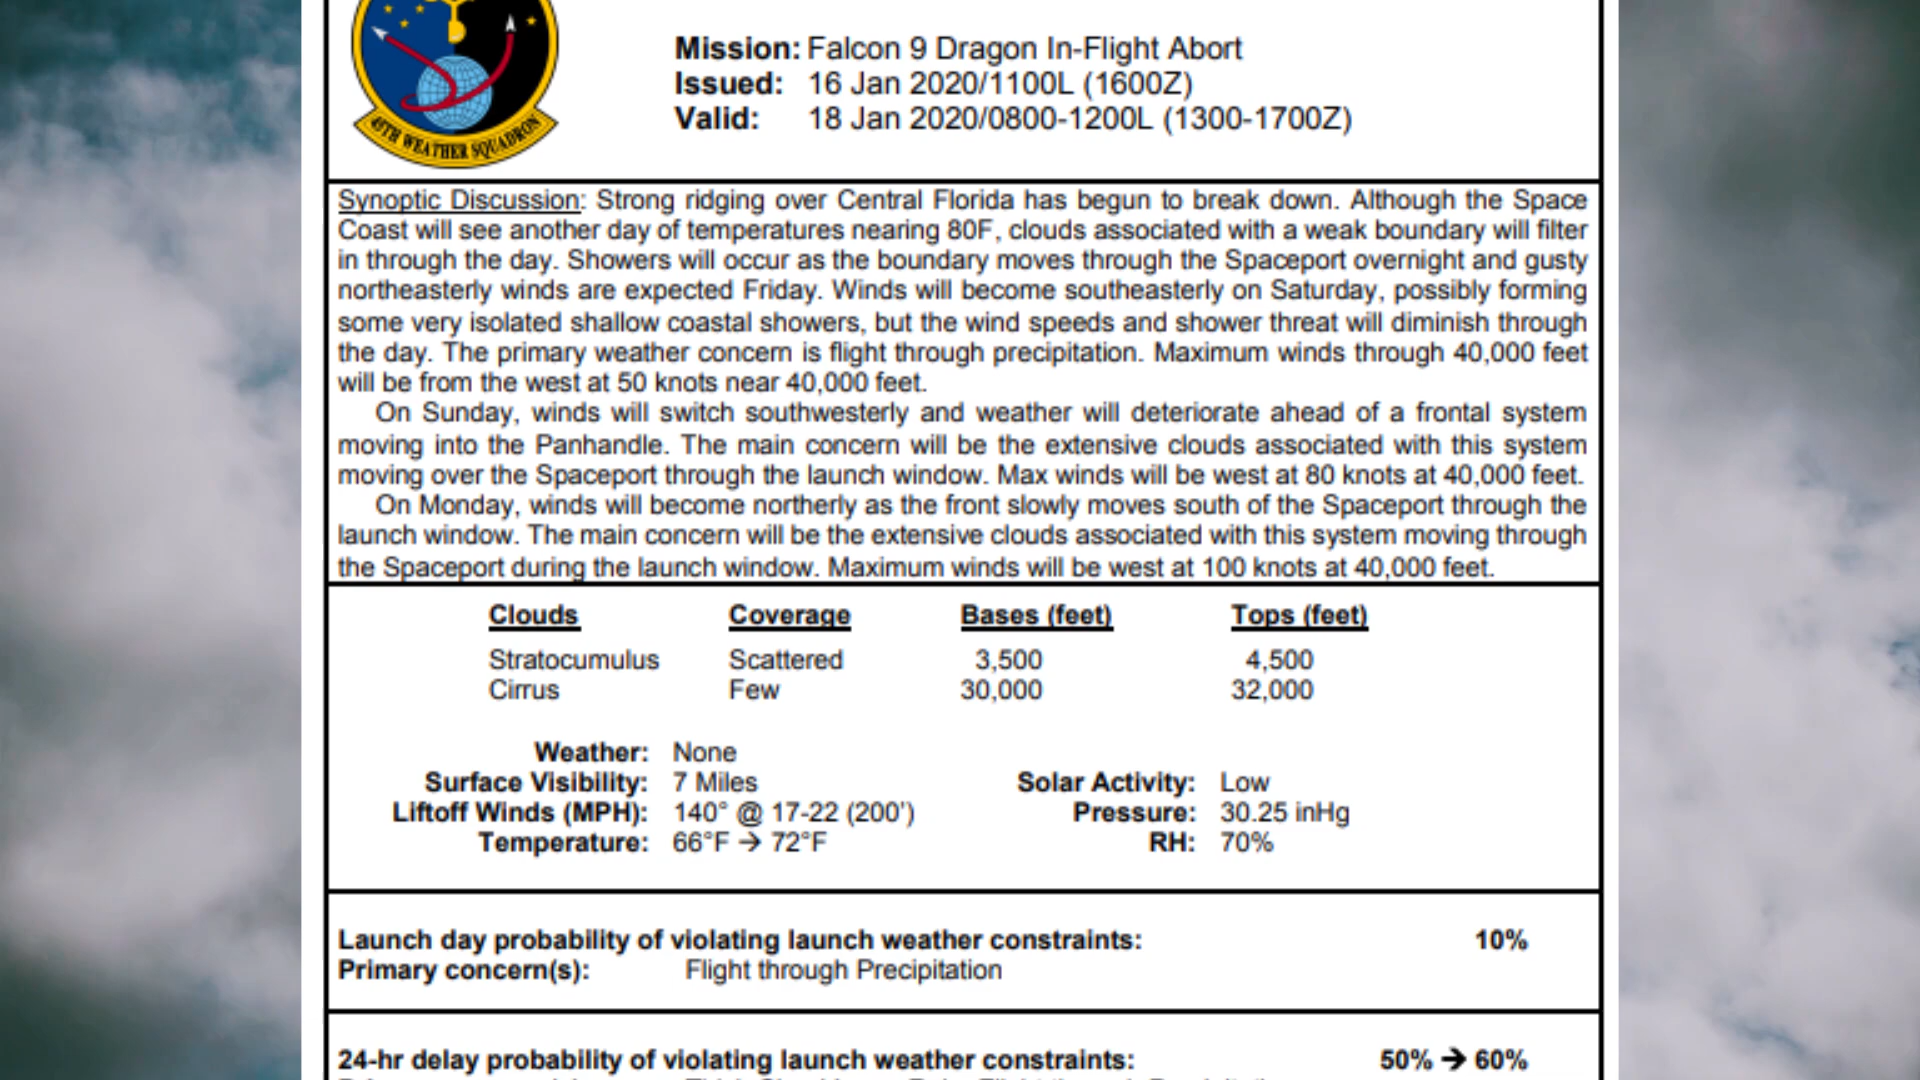 Mission: Falcon 9 Dragon In-Flight Abort
Issued: 16 Jan 2020/1100L (1600Z)
Valid: 18 Jan 2020/0800-1200L (1300-1700Z)
45TH WEATHER SQUADRON
Synoptic Discussion: Strong ridging over Central Florida has begun to break down. Although the Space
Coast will see another day of temperatures nearing 80F, clouds associated with a weak boundary will filter
in through the day. Showers will occur as the boundary moves through the Spaceport overnight and gusty
northeasterly winds are expected Friday. Winds will become southeasterly on Saturday, possibly forming
some very isolated shallow coastal showers, but the wind speeds and shower threat will diminish through
the day. The primary weather concern is flight through precipitation. Maximum winds through 40,000 feet
will be from the west at 50 knots near 40,000 feet.
On Sunday, winds will switch southwesterly and weather will deteriorate ahead of a frontal system
moving into the Panhandle. The main concern will be the extensive clouds associated with this system
moving over the Spaceport through the launch window. Max winds will be west at 80 knots at 40,000 feet.
On Monday, winds will become northerly as the front slowly moves south of the Spaceport through the
launch window. The main concern will be the extensive clouds associated with this system moving through
the Spaceport during the launch window. Maximum winds will be west at 100 knots at 40,000 feet.
Clouds Coverage Bases (feet) Tops (feet)
Stratocumulus Scattered 3,500 4,500
Cirrus Few 30,000 32,000
Weather: None
Surface Visibility: 7 Miles Solar Activity: Low
Liftoff Winds (MPH): 140° @ 17-22 (200') Pressure: 30.25 inHg
Temperature: 66°F → 72°F RH: 70%
Launch day probability of violating launch weather constraints: 10%
Primary concern(s): Flight through Precipitation
24-hr delay probability of violating launch weather constraints: 50% → 60%